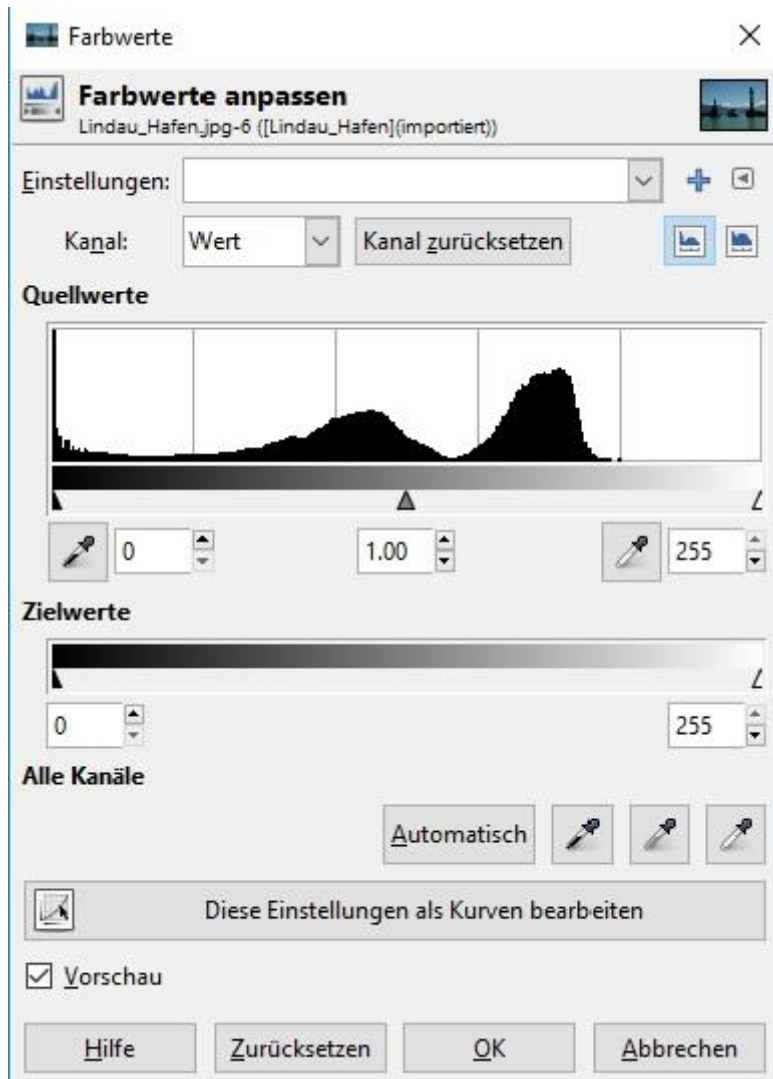 Farbwerte
Farbwerte anpassen
Lindau_Hafen.jpg-6 ([Lindau_Hafen](importiert))
Einstellungen:
Kanal: Wert Kanal zurücksetzen
Quellwerte
0 1.00 255
Zielwerte
0 255
Alle Kanäle
Automatisch
Diese Einstellungen als Kurven bearbeiten
Vorschau
Hilfe Zurücksetzen OK Abbrechen